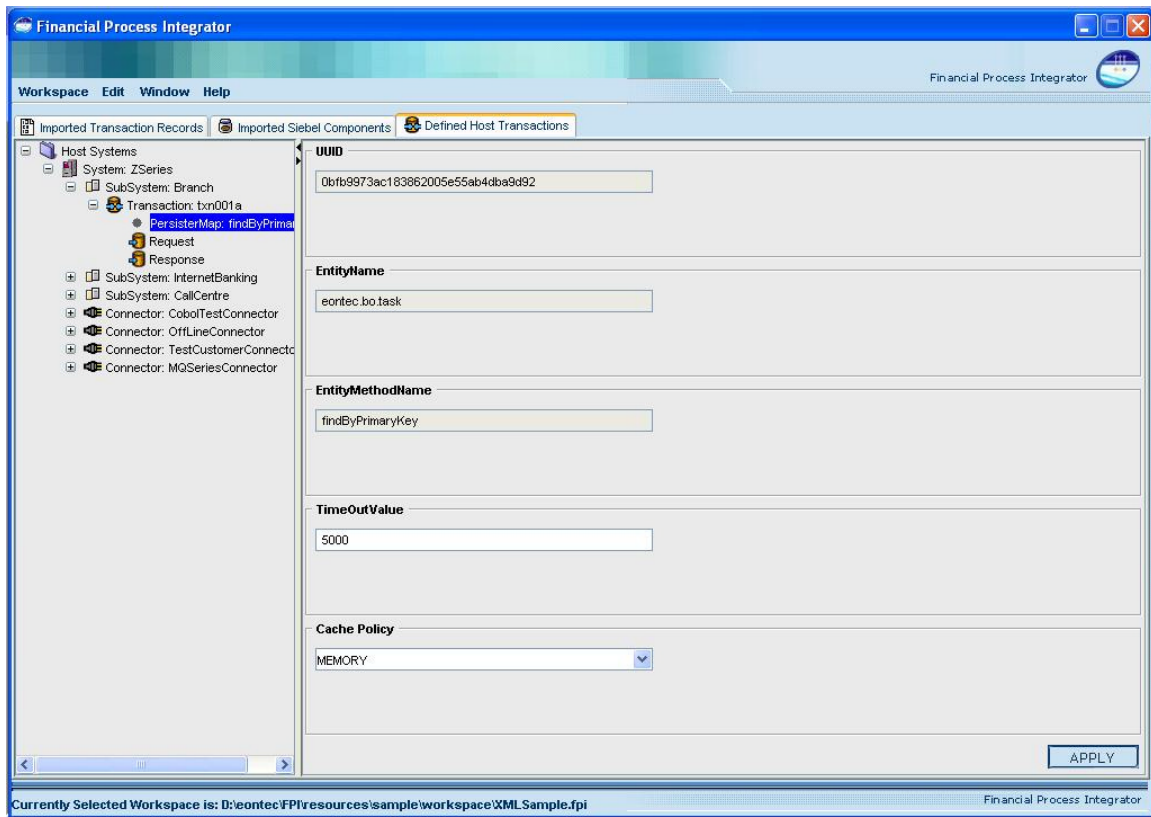 Financial Process Integrator
Financial Process Integrator
Workspace Edit Window Help
Imported Transaction Records Imported Siebel Components Defined Host Transactions
Host Systems
System: ZSeries
SubSystem: Branch
Transaction: txn001a
PersisterMap: findByPrimar
Request
Response
SubSystem: InternetBanking
SubSystem: CallCentre
Connector: CobolTestConnector
Connector: OffLineConnector
Connector: TestCustomerConnecto
Connector: MQSeriesConnector
UUID
0bfb9973ac183862005e55ab4dba9d92
EntityName
eontec.bo.task
EntityMethodName
findByPrimaryKey
TimeOutValue
5000
Cache Policy
MEMORY
APPLY
Currently Selected Workspace is: D:\eontec\FPI\resources\sample\workspace\XMLSample.fpi
Financial Process Integrator